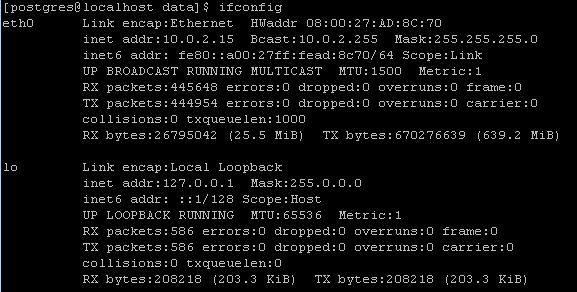 [postgres@localhost data]$ ifconfig
eth0      Link encap:Ethernet  HWaddr 08:00:27:AD:8C:70
          inet addr:10.0.2.15  Bcast:10.0.2.255  Mask:255.255.255.0
          inet6 addr: fe80::a00:27ff:fead:8c70/64 Scope:Link
          UP BROADCAST RUNNING MULTICAST  MTU:1500  Metric:1
          RX packets:445648 errors:0 dropped:0 overruns:0 frame:0
          TX packets:444954 errors:0 dropped:0 overruns:0 carrier:0
          collisions:0 txqueuelen:1000
          RX bytes:26795042 (25.5 MiB)  TX bytes:670276639 (639.2 MiB)
lo        Link encap:Local Loopback
          inet addr:127.0.0.1  Mask:255.0.0.0
          inet6 addr: ::1/128 Scope:Host
          UP LOOPBACK RUNNING  MTU:65536  Metric:1
          RX packets:586 errors:0 dropped:0 overruns:0 frame:0
          TX packets:586 errors:0 dropped:0 overruns:0 carrier:0
          collisions:0 txqueuelen:0
          RX bytes:208218 (203.3 KiB)  TX bytes:208218 (203.3 KiB)